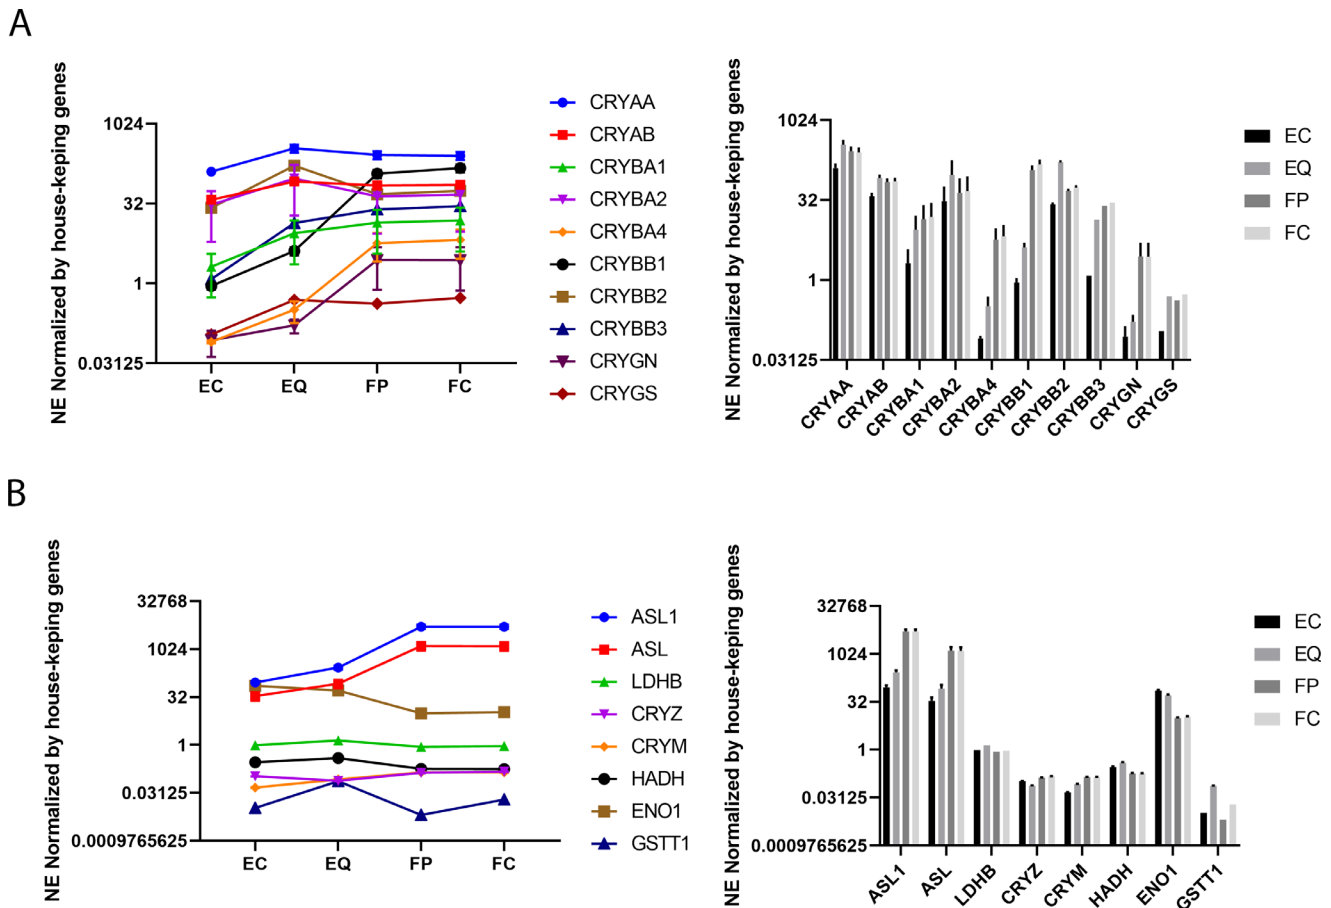 A
NE Normalized by house-keping genes
1024
32
1
0.03125
EC
EQ
FP
FC
CRYAA
CRYAB
CRYBA1
CRYBA2
CRYBA4
CRYBB1
CRYBB2
CRYBB3
CRYGN
CRYGS
NE Normalized by house-keping genes
1024
32
1
0.03125
CRYAA
CRYAB
CRYBA1
CRYBA2
CRYBA4
CRYBB1
CRYBB2
CRYBB3
CRYGN
CRYGS
EC
EQ
FP
FC
B
NE Normalized by house-keping genes
32768
1024
32
1
0.03125
0.0009765625
EC
EQ
FP
FC
ASL1
ASL
LDHB
CRYZ
CRYM
HADH
ENO1
GSTT1
NE Normalized by house-keping genes
32768
1024
32
1
0.03125
0.0009765625
ASL1
ASL
LDHB
CRYZ
CRYM
HADH
ENO1
GSTT1
EC
EQ
FP
FC